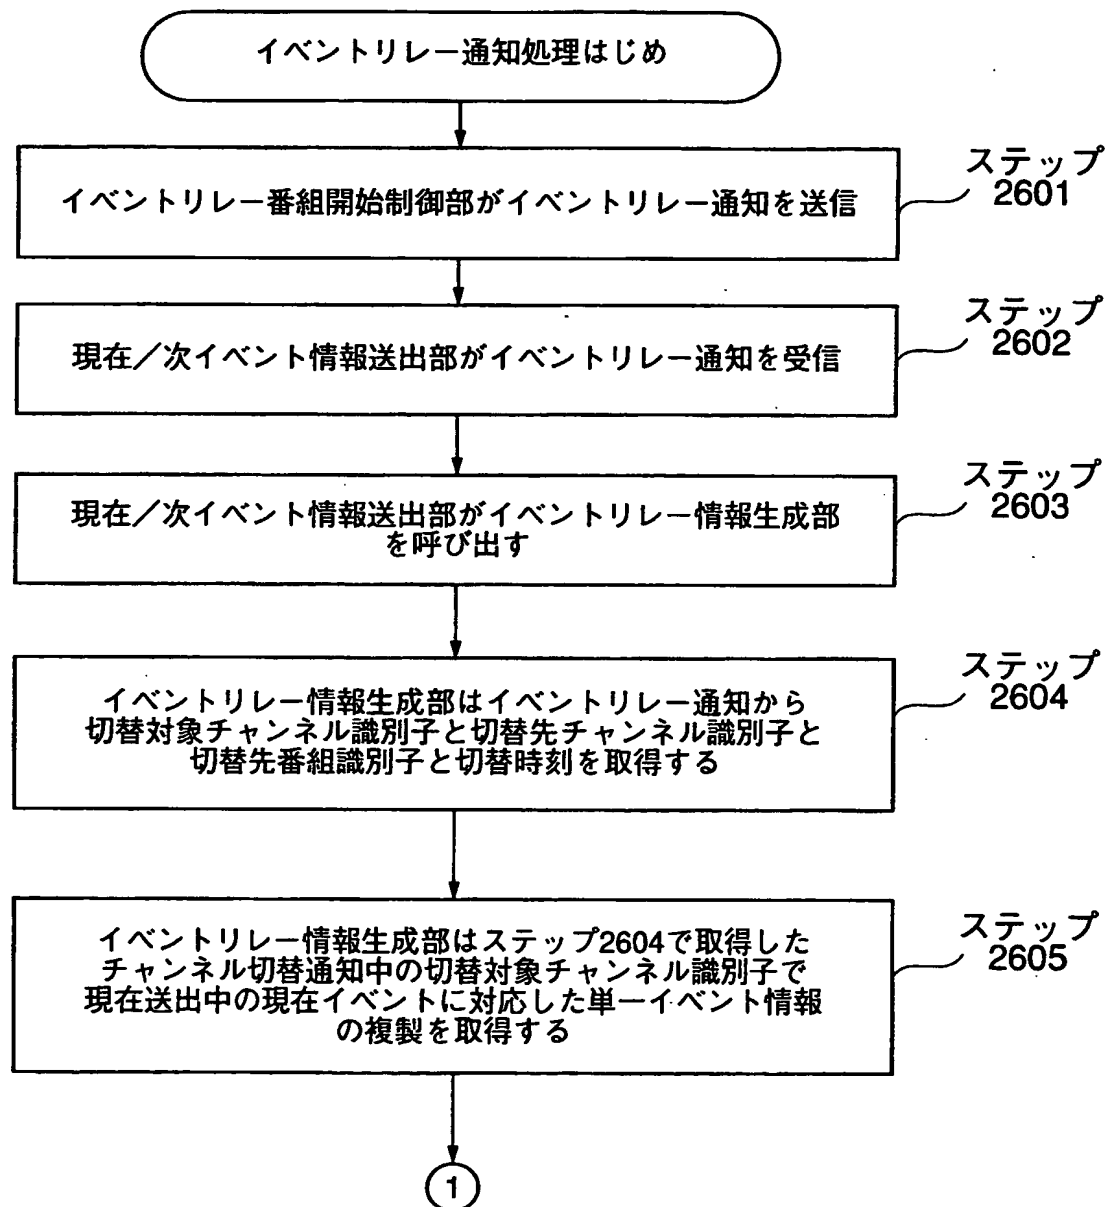 イベントリレー通知処理はじめ
イベントリレー番組開始制御部がイベントリレー通知を送信
ステップ
2601
現在／次イベント情報送出部がイベントリレー通知を受信
ステップ
2602
現在／次イベント情報送出部がイベントリレー情報生成部
を呼び出す
ステップ
2603
イベントリレー情報生成部はイベントリレー通知から
切替対象チャンネル識別子と切替先チャンネル識別子と
切替先番組識別子と切替時刻を取得する
ステップ
2604
イベントリレー情報生成部はステップ2604で取得した
チャンネル切替通知中の切替対象チャンネル識別子で
現在送出中の現在イベントに対応した単一イベント情報
の複製を取得する
ステップ
2605
1